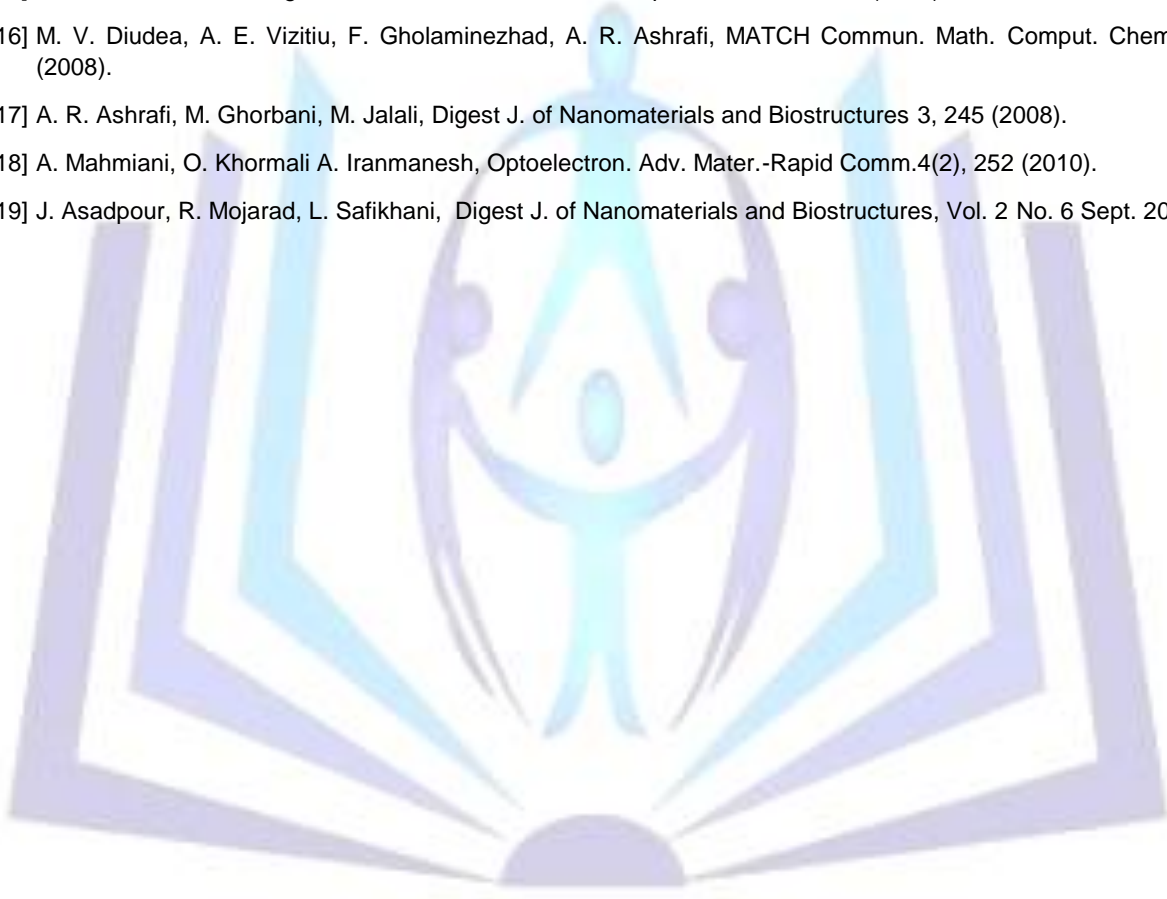 16] M. V. Diudea, A. E. Vizitiu, F. Gholaminezhad, A. R. Ashrafi, MATCH Commun. Math. Comput. Chem
(2008).
17] A. R. Ashrafi, M. Ghorbani, M. Jalali, Digest J. of Nanomaterials and Biostructures 3, 245 (2008).
18] A. Mahmiani, O. Khormali A. Iranmanesh, Optoelectron. Adv. Mater.-Rapid Comm.4(2), 252 (2010).
19] J. Asadpour, R. Mojarad, L. Safikhani, Digest J. of Nanomaterials and Biostructures, Vol. 2 No. 6 Sept. 20